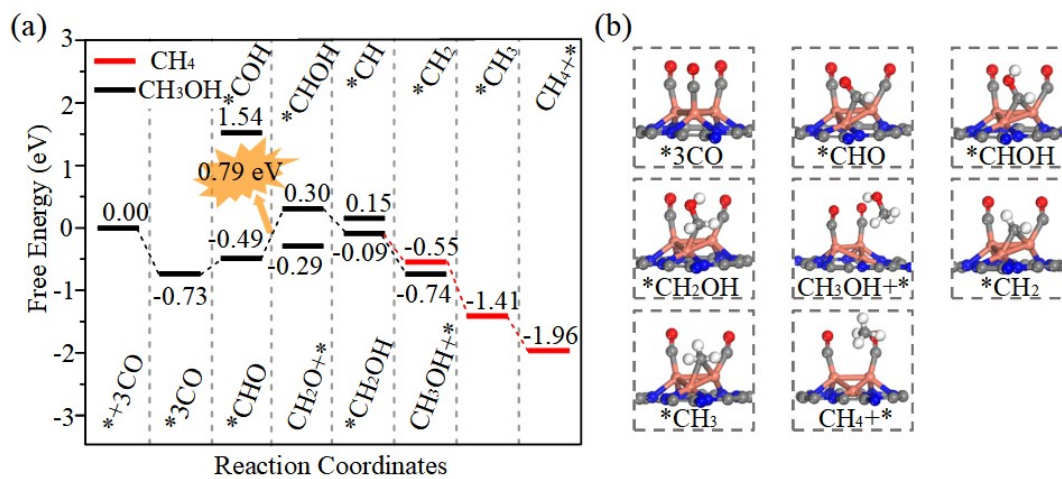 (a)
3
2
1
0
-1
-2
-3
Free Energy (eV)
Reaction Coordinates
CH₄
CH₃OH
*COH
*CHOH
*CH
*CH₂
*CH₃
CH₄+*
1.54
0.79 eV
0.00
-0.73
-0.49
0.30
-0.29
0.15
-0.09
-0.55
-0.74
-1.41
-1.96
*+3CO
*3CO
*CHO
CH₂O+*
*CH₂OH
CH₃OH+*
(b)
*3CO
*CHO
*CHOH
*CH₂OH
CH₃OH+*
*CH₂
*CH₃
CH₄+*